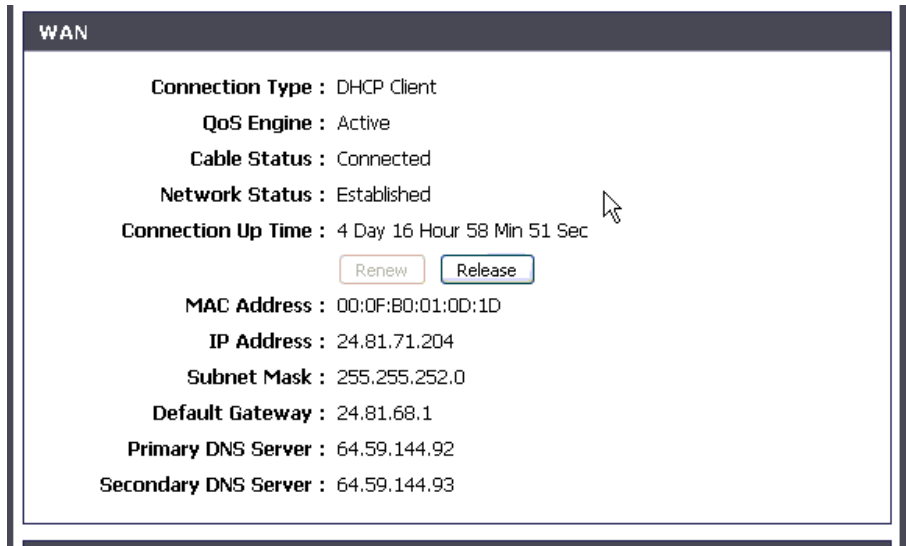 WAN
Connection Type : DHCP Client
QoS Engine : Active
Cable Status : Connected
Network Status : Established
Connection Up Time : 4 Day 16 Hour 58 Min 51 Sec
Renew Release
MAC Address : 00:0F:B0:01:0D:1D
IP Address : 24.81.71.204
Subnet Mask : 255.255.252.0
Default Gateway : 24.81.68.1
Primary DNS Server : 64.59.144.92
Secondary DNS Server : 64.59.144.93